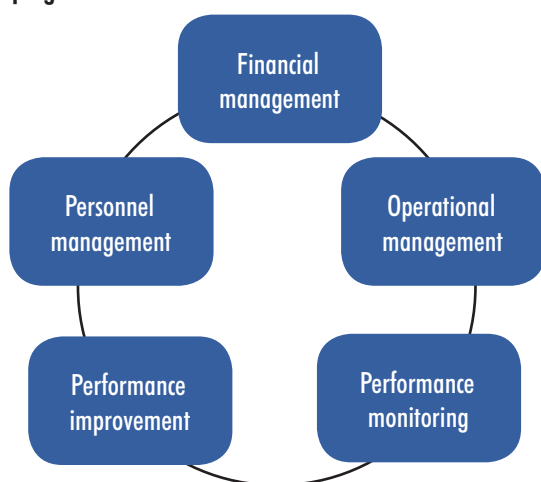 Financial
management
Personnel
management
Operational
management
Performance
improvement
Performance
monitoring